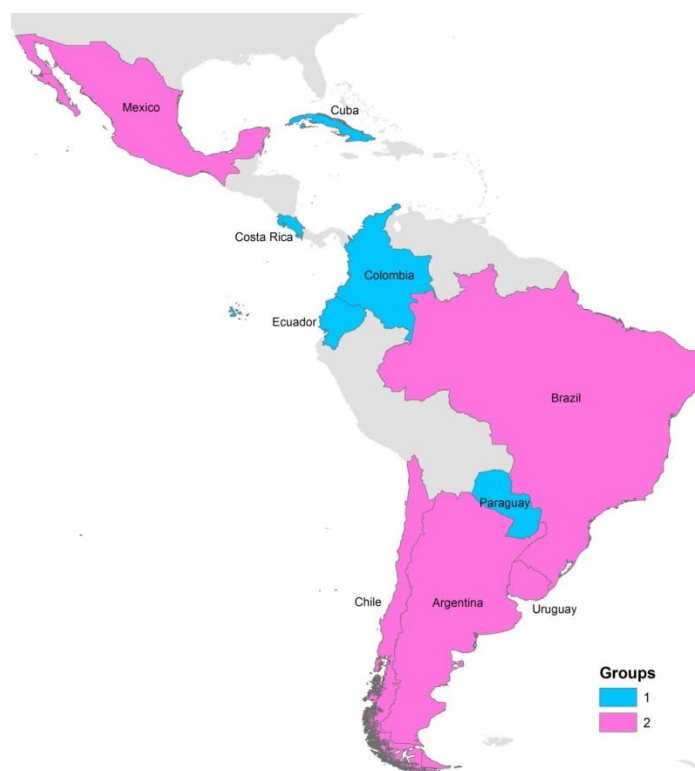 Mexico
Cuba
Costa Rica
Colombia
Ecuador
Brazil
Paraguay
Chile
Argentina
Uruguay
Groups
1
2